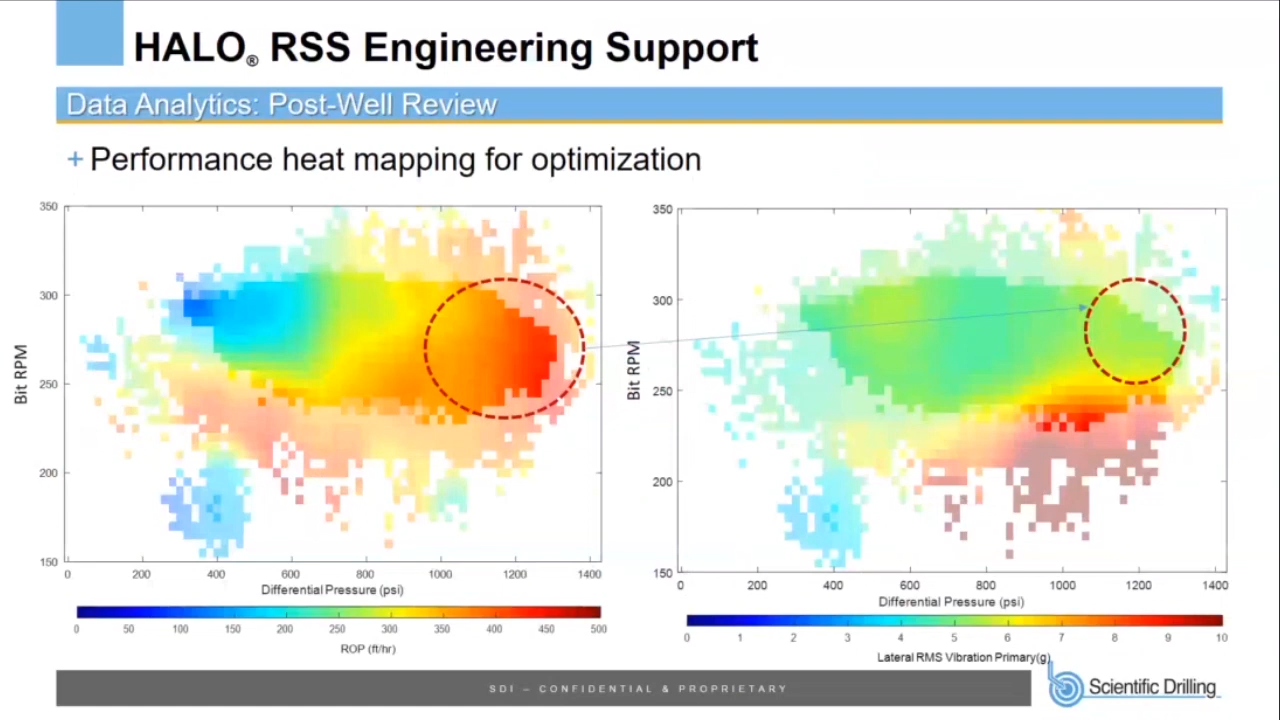 HALO® RSS Engineering Support
Data Analytics: Post-Well Review
+ Performance heat mapping for optimization
350
300
250
200
150
Bit RPM
0 200 400 600 800 1000 1200 1400
Differential Pressure (psi)
0 50 100 150 200 250 300 350 400 450 500
ROP (ft/hr)
350
300
250
200
150
Bit RPM
0 200 400 600 800 1000 1200 1400
Differential Pressure (psi)
0 1 2 3 4 5 6 7 8 9 10
Lateral RMS Vibration Primary(g)
SDI – CONFIDENTIAL & PROPRIETARY
Scientific Drilling